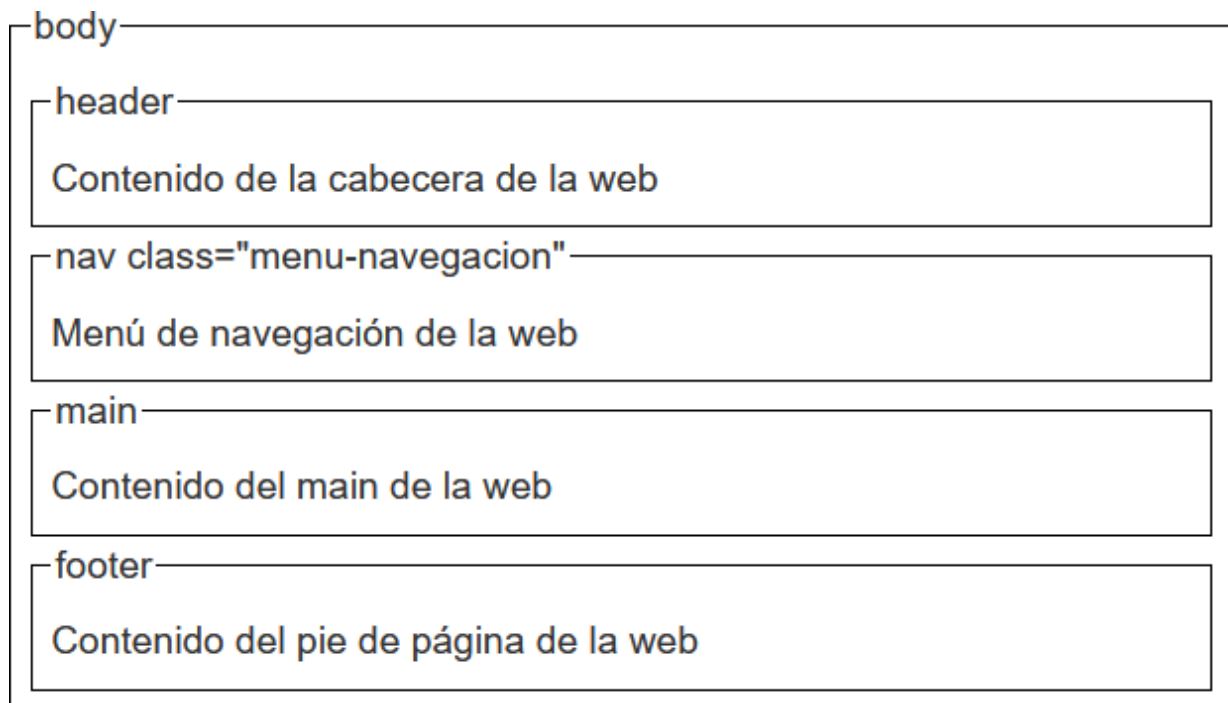 body
header
Contenido de la cabecera de la web
nav class="menu-navegacion"
Menú de navegación de la web
main
Contenido del main de la web
footer
Contenido del pie de página de la web